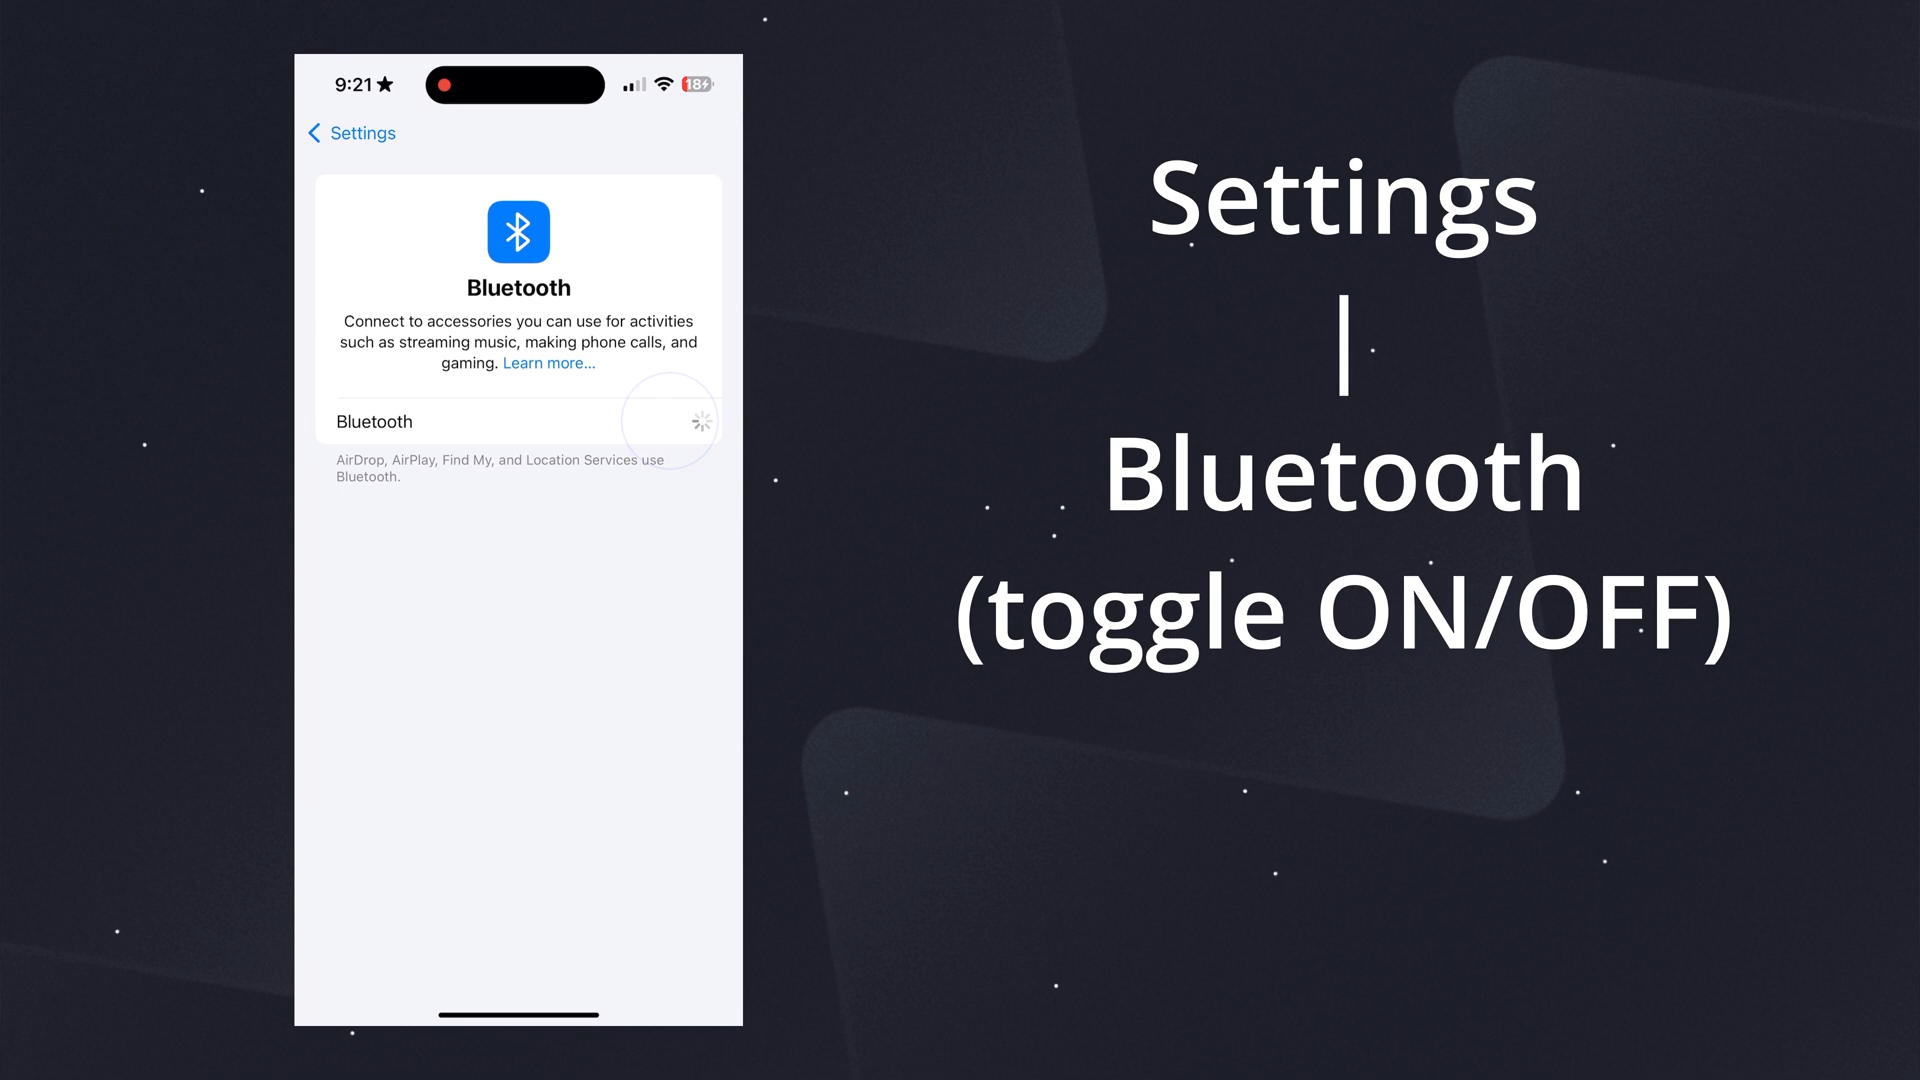 9:21
18
Settings
Bluetooth
Connect to accessories you can use for activities
such as streaming music, making phone calls, and
gaming. Learn more...
Bluetooth
AirDrop, AirPlay, Find My, and Location Services use
Bluetooth.
Settings
|
Bluetooth
(toggle ON/OFF)